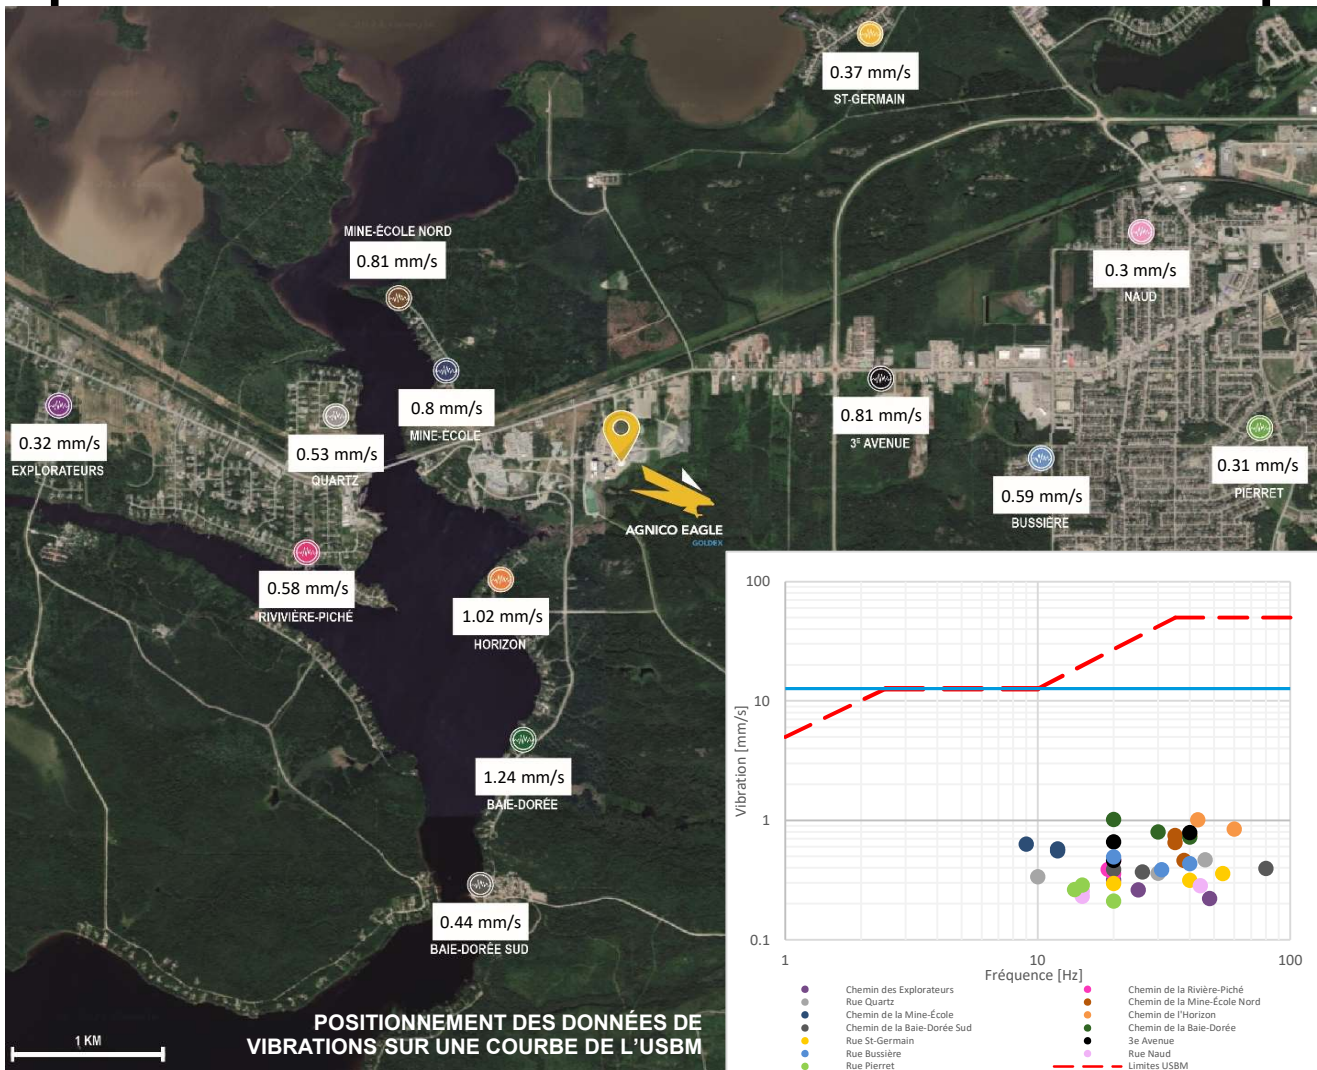 0.37 mm/s
ST-GERMAIN
MINE-ÉCOLE NORD
0.81 mm/s
0.3 mm/s
NAUD
0.32 mm/s
EXPLORATEURS
0.53 mm/s
QUARTZ
0.8 mm/s
MINE-ÉCOLE
0.81 mm/s
3E AVENUE
0.59 mm/s
BUSSIÈRE
0.31 mm/s
PIERRET
AGNICO EAGLE
GOLDEX
0.58 mm/s
RIVIVIÈRE-PICHÉ
1.02 mm/s
HORIZON
1.24 mm/s
BAIE-DORÉE
0.44 mm/s
BAIE-DORÉE SUD
1 KM
POSITIONNEMENT DES DONNÉES DE
VIBRATIONS SUR UNE COURBE DE L'USBM
100
10
1
0.1
Vibration [mm/s]
1
10
100
Fréquence [Hz]
Chemin des Explorateurs
Chemin de la Rivière-Piché
Rue Quartz
Chemin de la Mine-École Nord
Chemin de la Mine-École
Chemin de l'Horizon
Chemin de la Baie-Dorée Sud
Chemin de la Baie-Dorée
Rue St-Germain
3e Avenue
Rue Bussière
Rue Naud
Rue Pierret
Limites USBM